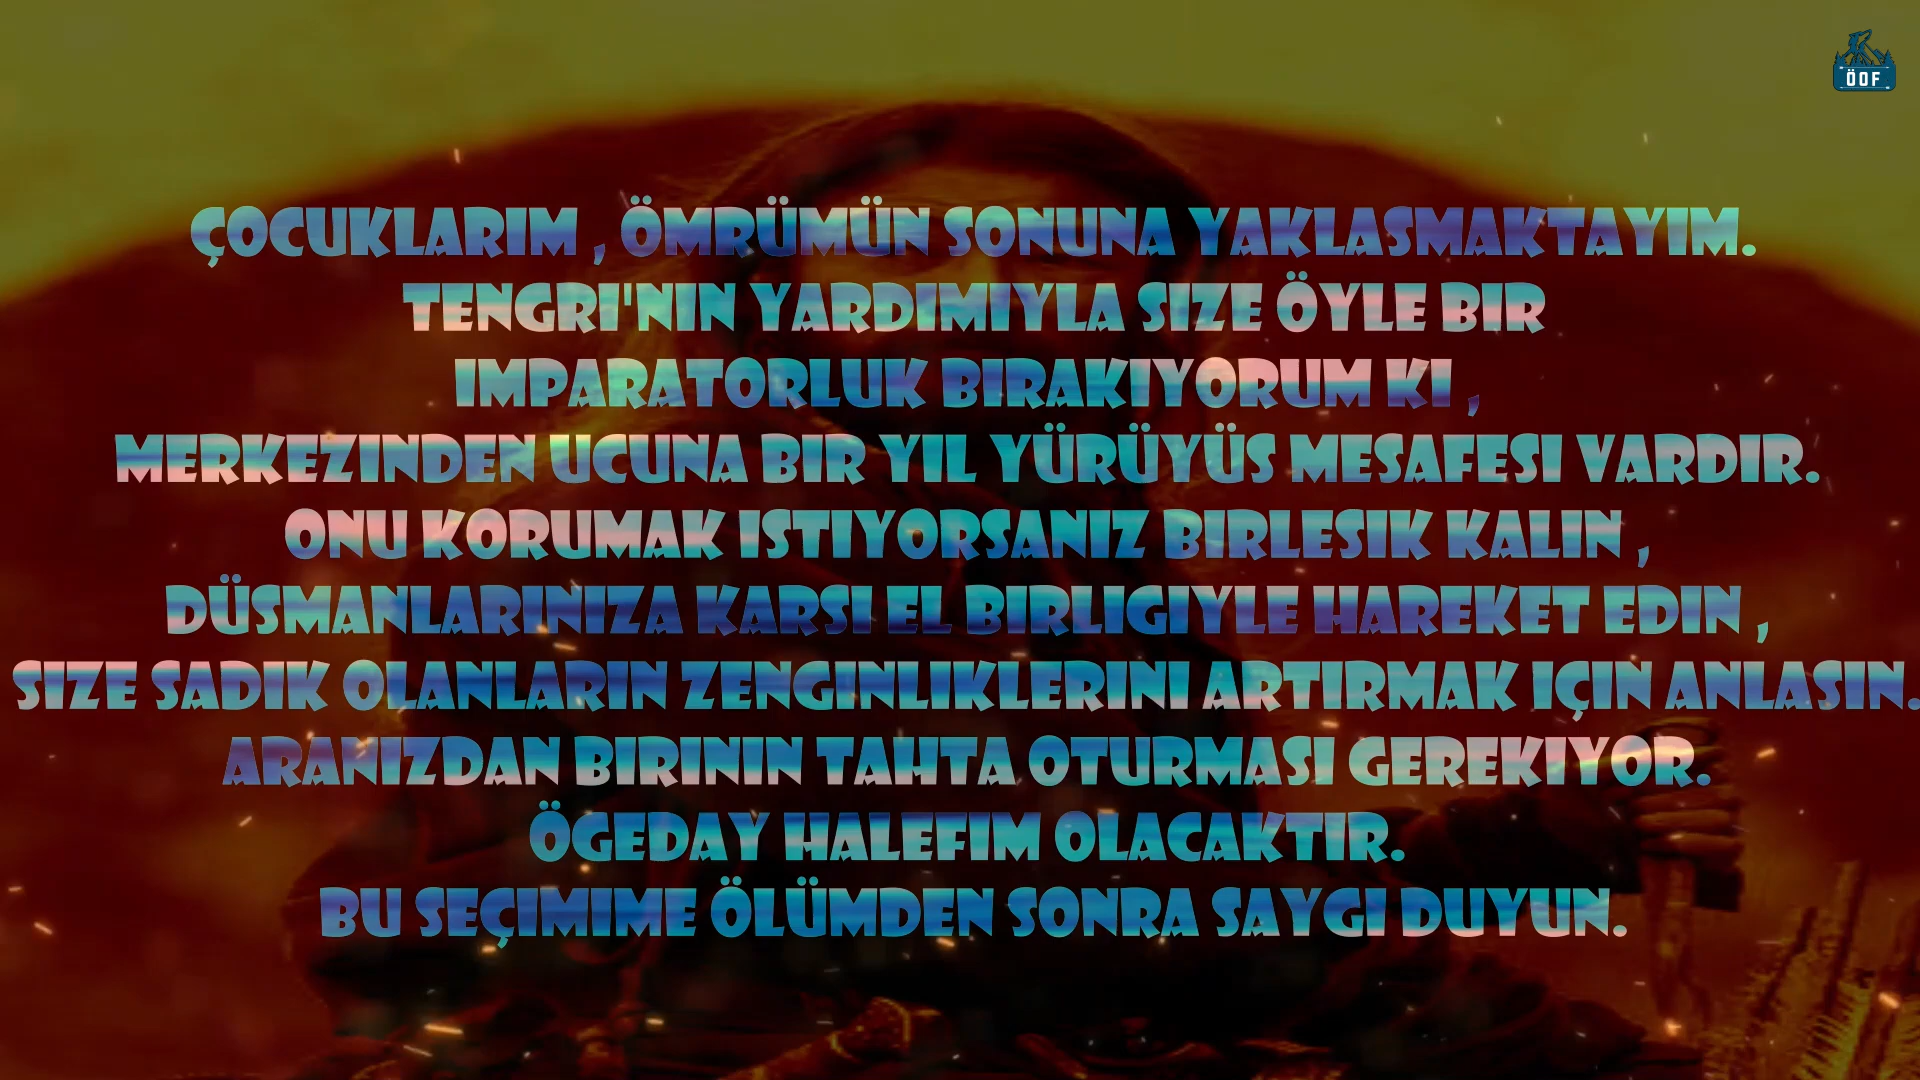 ÖOF
ÇOCUKLARIM , ÖMRÜMÜN SONUNA YAKLASMAKTAYIM.
TENGRI'NIN YARDIMIYLA SIZE ÖYLE BIR
IMPARATORLUK BIRAKIYORUM KI ,
MERKEZINDEN UCUNA BIR YIL YÜRÜYÜS MESAFESI VARDIR.
ONU KORUMAK ISTIYORSANIZ BIRLESIK KALIN ,
DÜSMANLARINIZA KARSI EL BIRLIGIYLE HAREKET EDIN ,
SIZE SADIK OLANLARIN ZENGINLIKLERINI ARTIRMAK IÇIN ANLASIN.
ARANIZDAN BIRININ TAHTA OTURMASI GEREKIYOR.
ÖGEDAY HALEFIM OLACAKTIR.
BU SEÇIMIME ÖLÜMDEN SONRA SAYGI DUYUN.